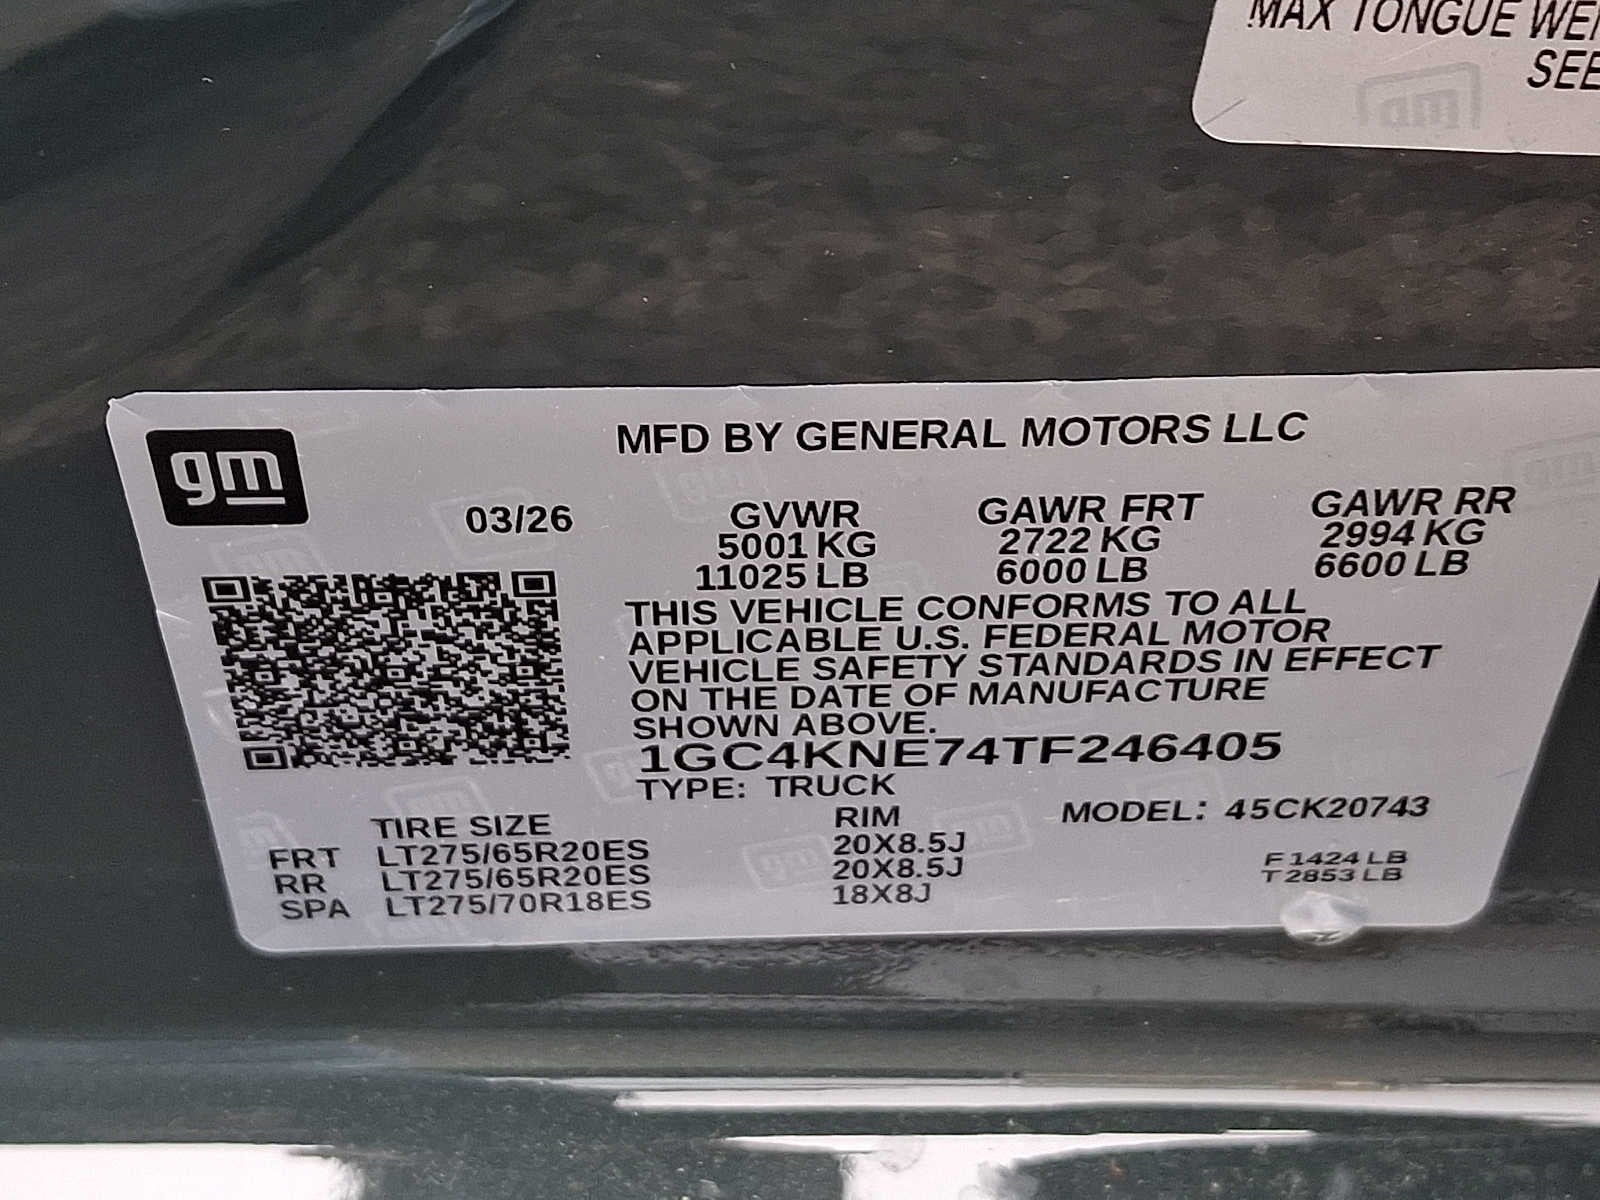 MAX TONGUE WEI
SEE
gm
MFD BY GENERAL MOTORS LLC
03/26
GVWR GAWR FRT GAWR RR
5001 KG 2722 KG 2994 KG
11025 LB 6000 LB 6600 LB
THIS VEHICLE CONFORMS TO ALL
APPLICABLE U.S. FEDERAL MOTOR
VEHICLE SAFETY STANDARDS IN EFFECT
ON THE DATE OF MANUFACTURE
SHOWN ABOVE.
1GC4KNE74TF246405
TYPE: TRUCK
TIRE SIZE RIM MODEL: 45CK20743
FRT LT275/65R20ES 20X8.5J
RR LT275/65R20ES 20X8.5J
SPA LT275/70R18ES 18X8J
F 1424 LB
T 2853 LB